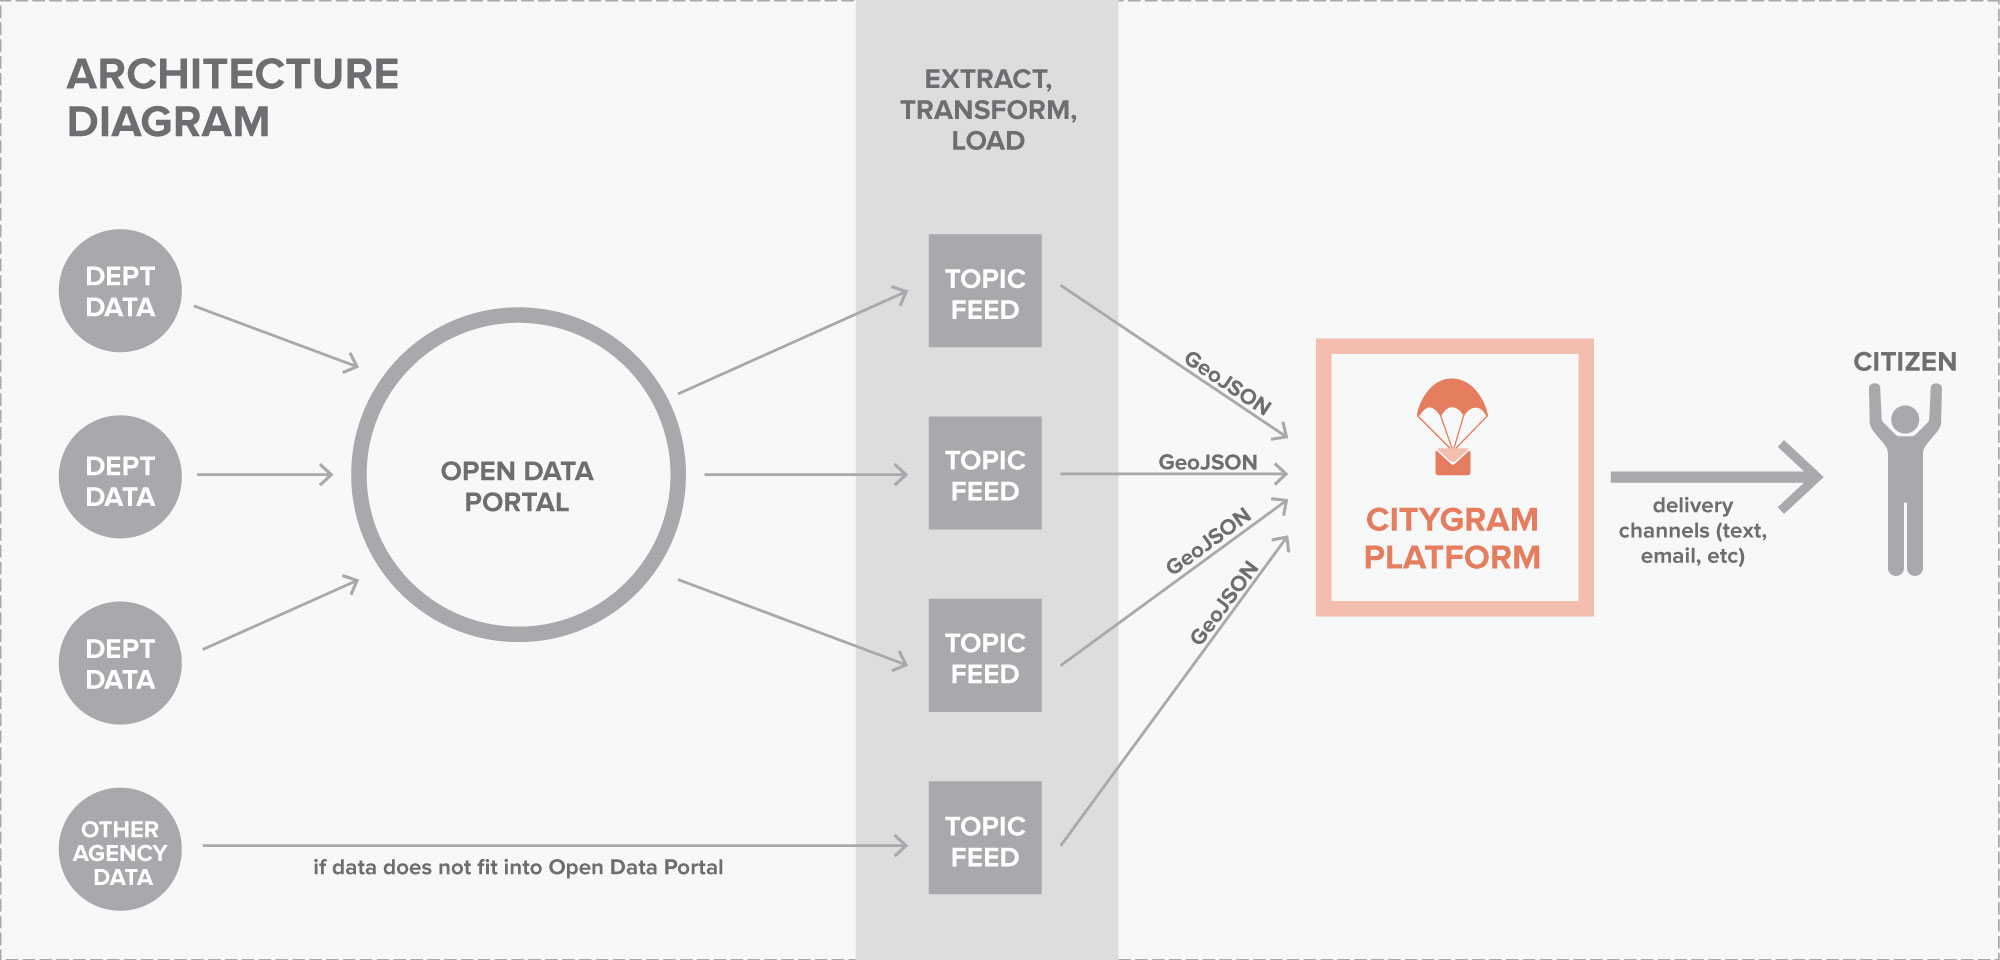 ARCHITECTURE
DIAGRAM
EXTRACT,
TRANSFORM,
LOAD
DEPT
DATA
DEPT
DATA
DEPT
DATA
OTHER
AGENCY
DATA
OPEN DATA
PORTAL
if data does not fit into Open Data Portal
TOPIC
FEED
TOPIC
FEED
TOPIC
FEED
TOPIC
FEED
GeoJSON
GeoJSON
GeoJSON
GeoJSON
CITYGRAM
PLATFORM
delivery
channels (text,
email, etc)
CITIZEN